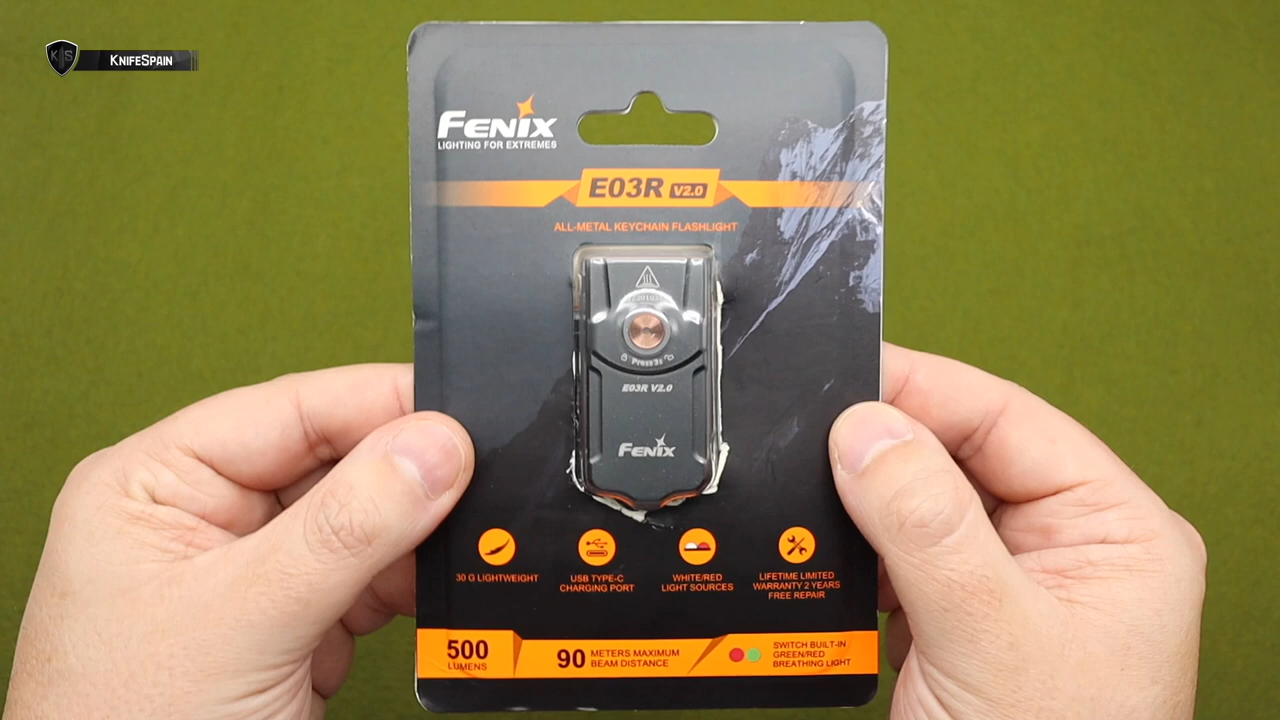 KS
KNIFESPAIN
FENIX
LIGHTING FOR EXTREMES
E03R V2.0
ALL-METAL KEYCHAIN FLASHLIGHT
Press3s
E03R V2.0
FENIX
30 G LIGHTWEIGHT
USB TYPE-C
CHARGING PORT
WHITE/RED
LIGHT SOURCES
LIFETIME LIMITED
WARRANTY 2 YEARS
FREE REPAIR
500
LUMENS
90 METERS MAXIMUM
BEAM DISTANCE
SWITCH BUILT-IN
GREEN/RED
BREATHING LIGHT